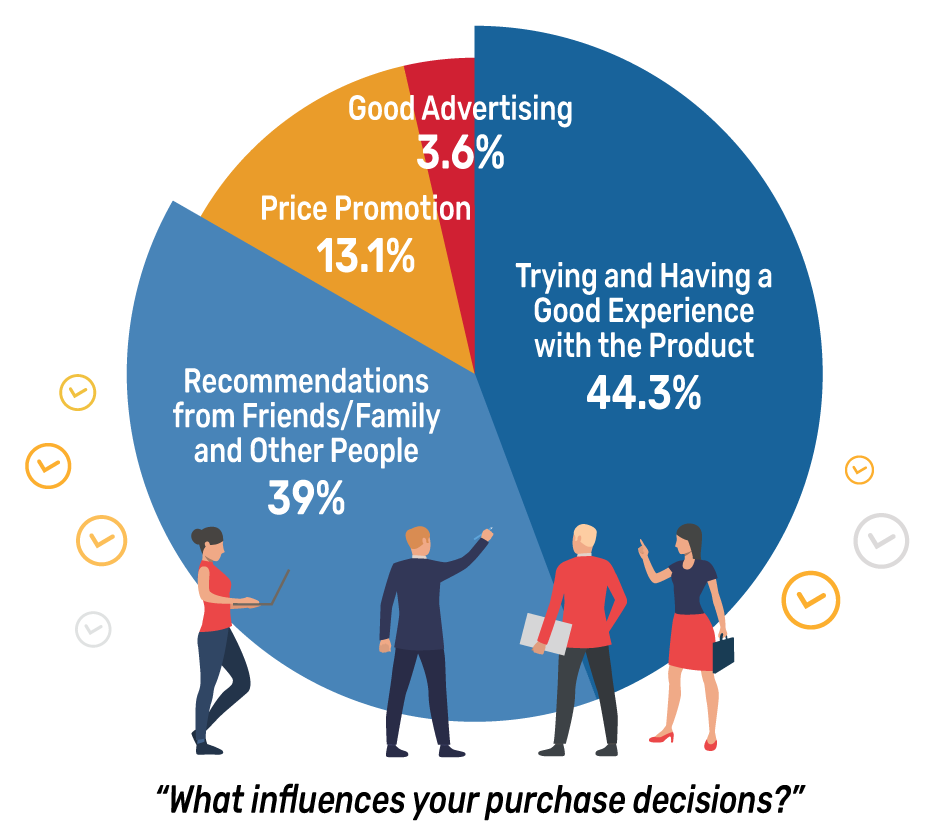 Good Advertising
3.6%
Price Promotion
13.1%
Trying and Having a
Good Experience
with the Product
44.3%
Recommendations
from Friends/Family
and Other People
39%
“What influences your purchase decisions?”